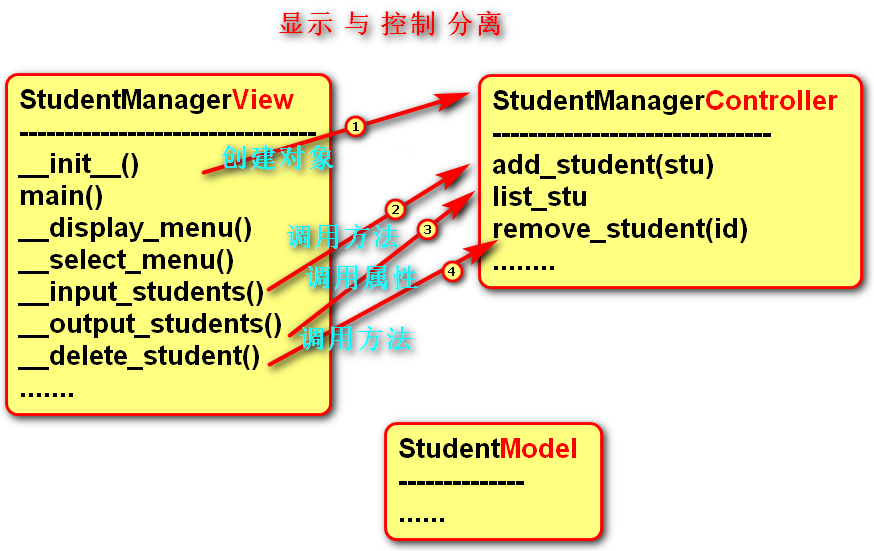 显示 与 控制 分离
StudentManagerView
---------------------------------
__init__()
main()
__display_menu()
__select_menu()
__input_students()
__output_students()
__delete_student()
.......
创建对象
1
调用方法
2
调用属性
3
调用方法
4
StudentManagerController
-------------------------------
add_student(stu)
list_stu
remove_student(id)
........
StudentModel
--------------
......